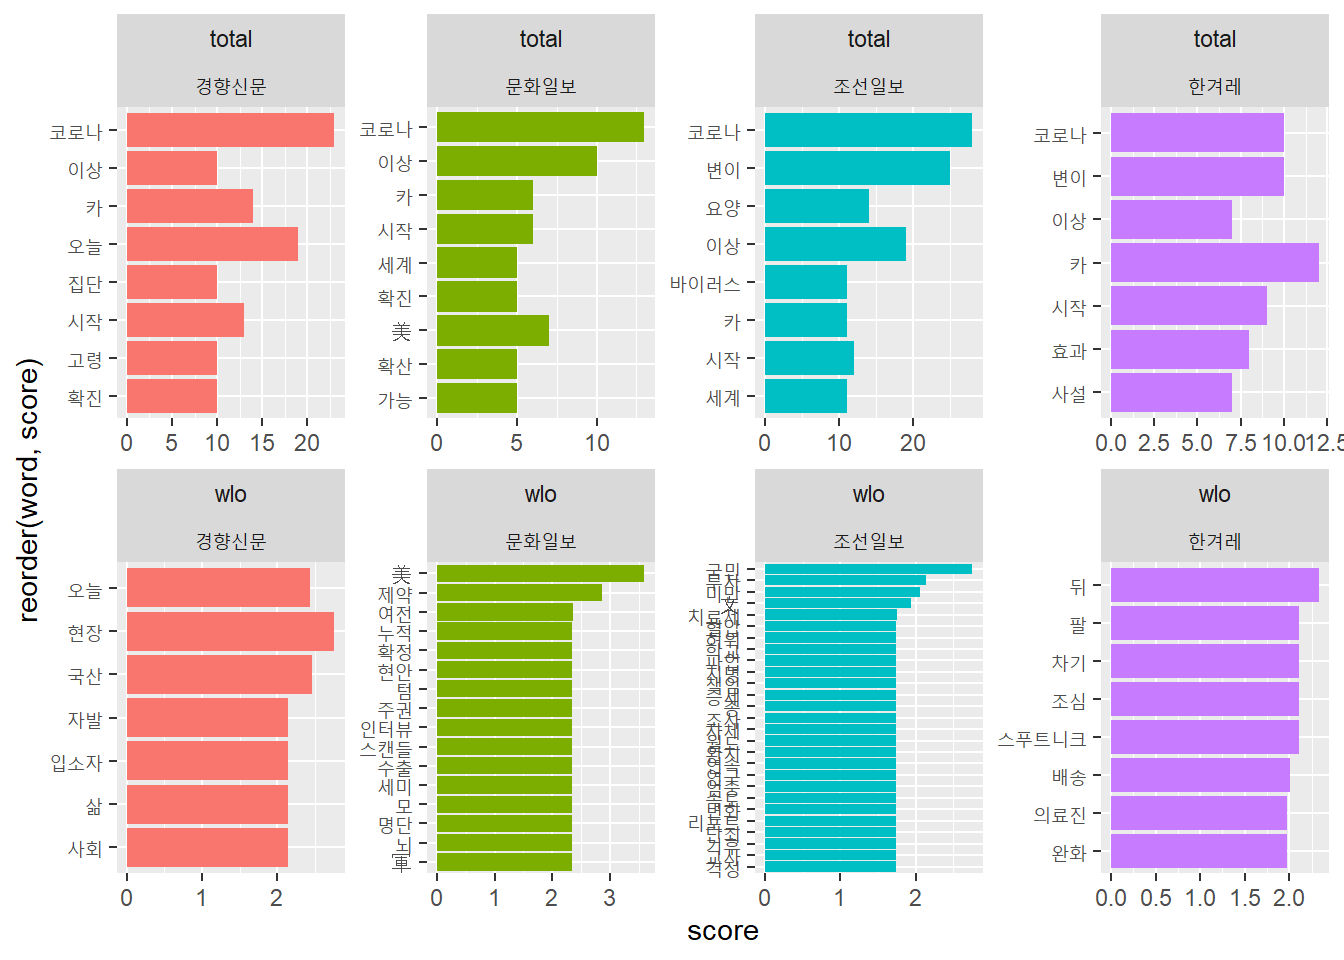 total
경향신문
코로나
이상
카
오늘
집단
시작
고령
확진
0 5 10 15 20
total
문화일보
코로나
이상
카
시작
세계
확진
美
확산
가능
0 5 10
total
조선일보
코로나
변이
요양
이상
바이러스
카
시작
세계
0 10 20
total
한겨레
코로나
변이
이상
카
시작
효과
사설
0.0 2.5 5.0 7.5 10.0 12.5
wlo
경향신문
오늘
현장
국산
자발
입소자
삶
사회
0 1 2
wlo
문화일보
美
제약
여전
누적
확정
현안
텀
주권
인터뷰
스캔들
수출
세미
모
명단
뇌
軍
0 1 2 3
wlo
조선일보
국민
미만
치료제
리포트
걱정
0 1 2
wlo
한겨레
뒤
팔
차기
조심
스푸트니크
배송
의료진
완화
0.0 0.5 1.0 1.5 2.0
reorder(word, score)
score